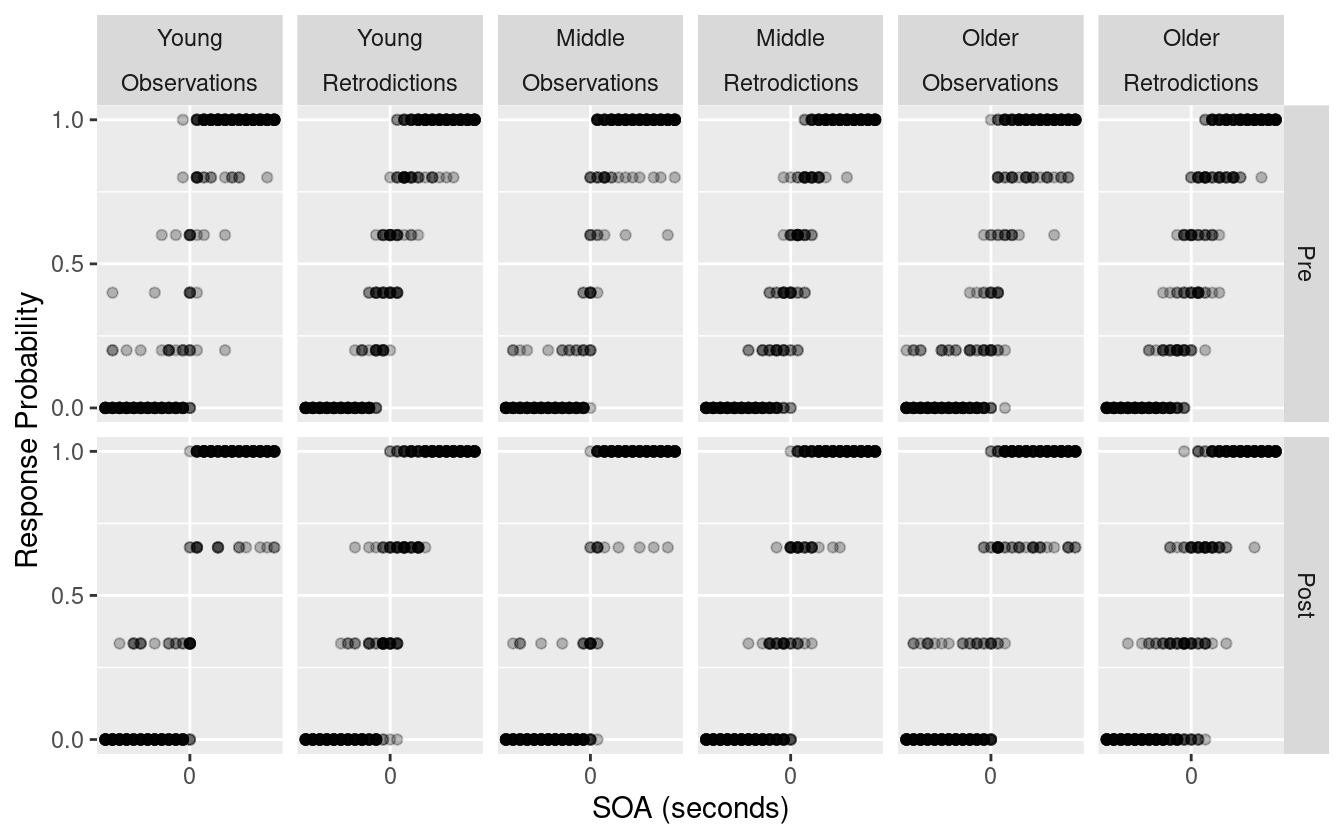 Young Young Middle Middle Older Older
Observations Retrodictions Observations Retrodictions Observations Retrodictions
1.0
0.5
0.0
Pre
1.0
0.5
0.0
Post
Response Probability
0 0 0 0 0 0
SOA (seconds)